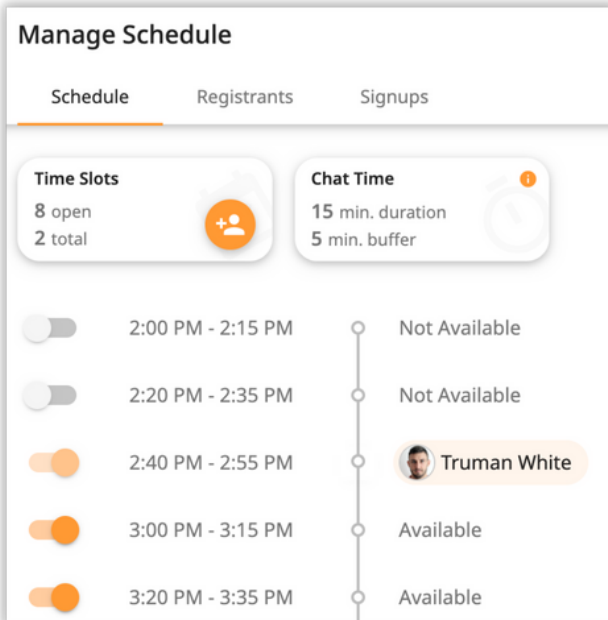 Manage Schedule
Schedule Registrants Signups
Time Slots
8 open
2 total
Chat Time
15 min. duration
5 min. buffer
2:00 PM - 2:15 PM Not Available
2:20 PM - 2:35 PM Not Available
2:40 PM - 2:55 PM Truman White
3:00 PM - 3:15 PM Available
3:20 PM - 3:35 PM Available